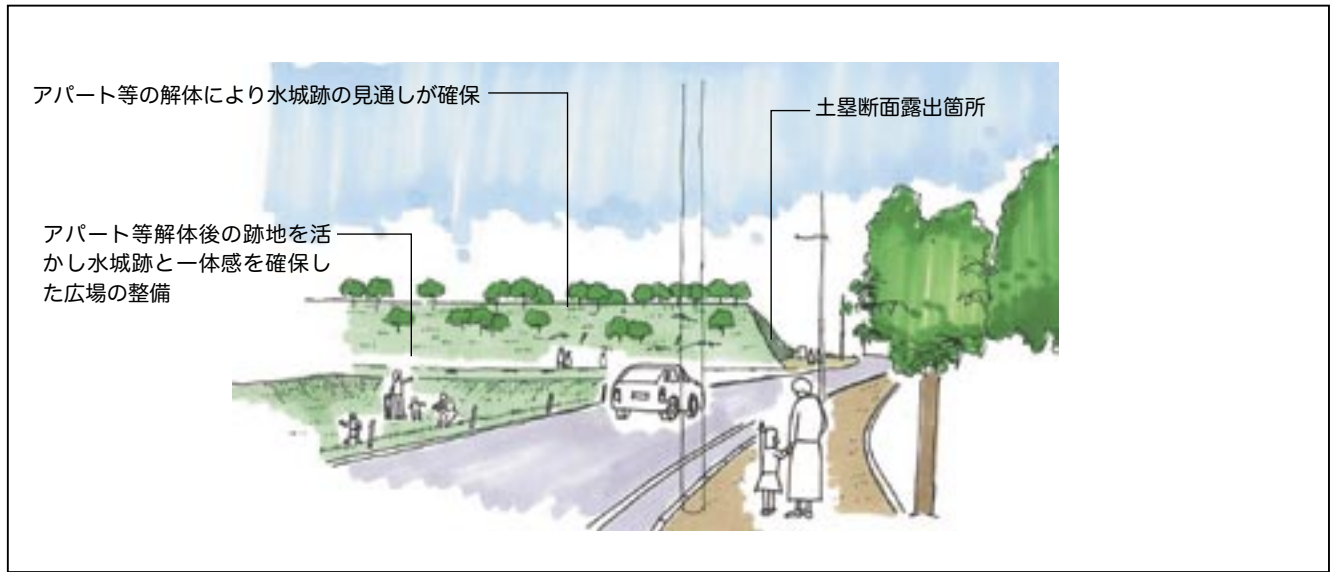 アパート等の解体により水城跡の見通しが確保
土塁断面露出箇所
アパート等解体後の跡地を活
かし水城跡と一体感を確保し
た広場の整備